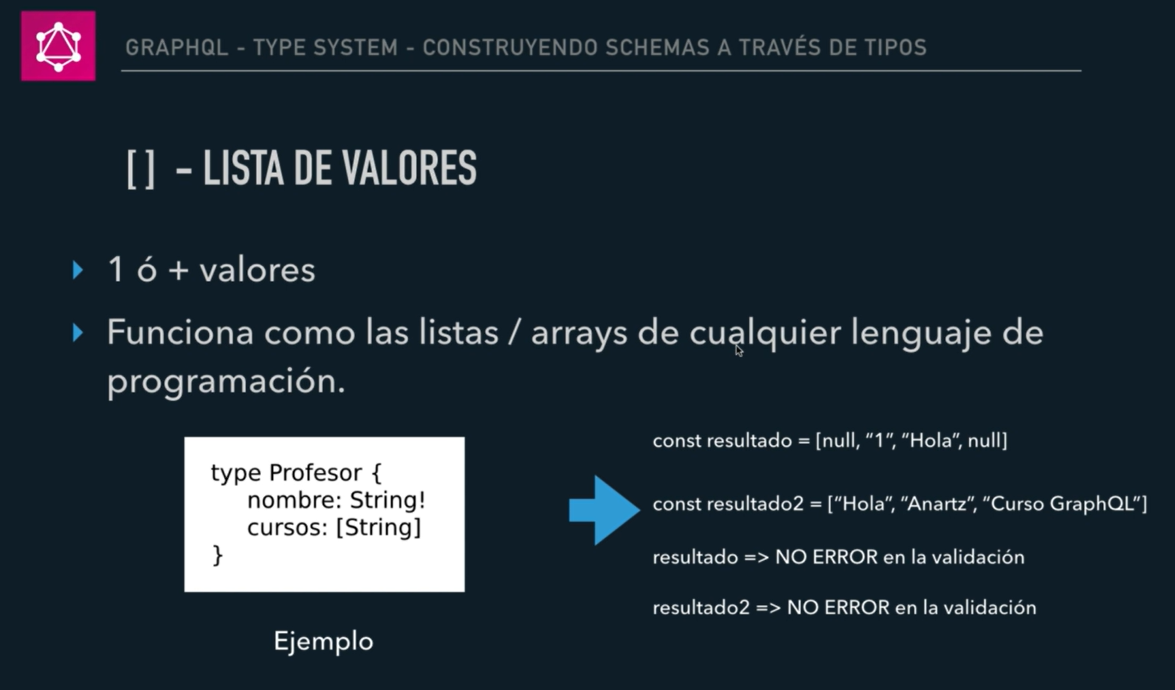 GRAPHQL - TYPE SYSTEM - CONSTRUYENDO SCHEMAS A TRAVÉS DE TIPOS
[ ] - LISTA DE VALORES
1 ó + valores
Funciona como las listas / arrays de cualquier lenguaje de
programación.
type Profesor {
nombre: String!
cursos: [String]
}
Ejemplo
const resultado = [null, “1”, “Hola”, null]
const resultado2 = [”Hola”, “Anartz”, “Curso GraphQL”]
resultado => NO ERROR en la validación
resultado2 => NO ERROR en la validación